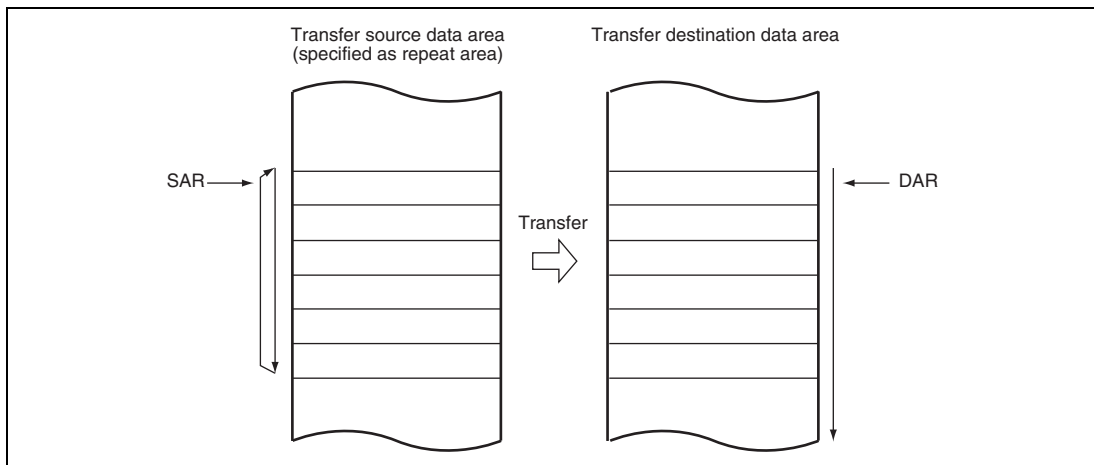 Transfer source data area
(specified as repeat area)
Transfer destination data area
SAR
Transfer
DAR